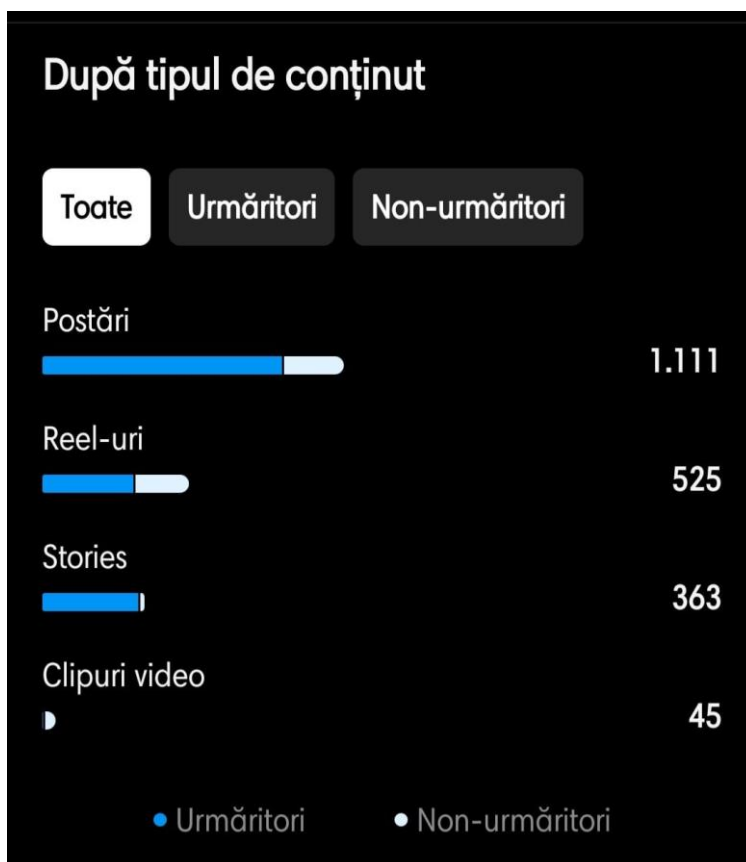 După tipul de conținut
Toate Urmăritori Non-urmăritori
Postări
1.111
Reel-uri
525
Stories
363
Clipuri video
45
Urmăritori Non-urmăritori